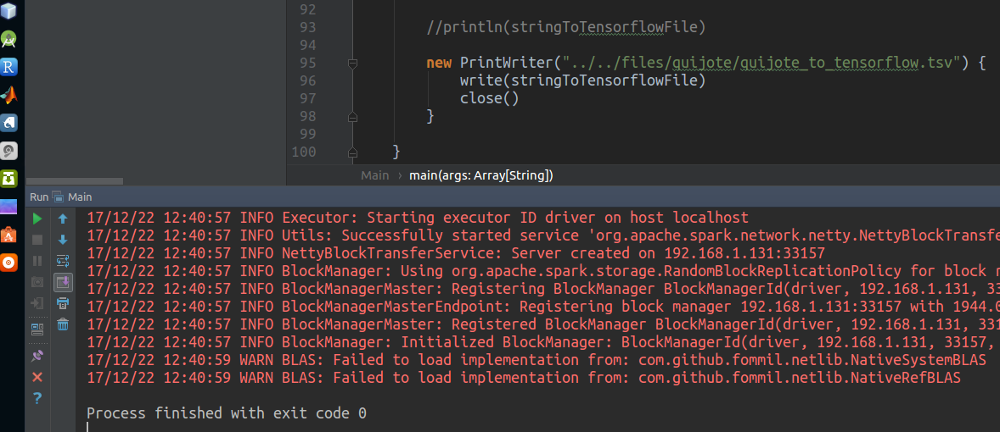 92
93 //println(stringToTensorflowFile)
94
95 new PrintWriter("../../files/quijote/quijote_to_tensorflow.tsv") {
96 write(stringToTensorflowFile)
97 close()
98 }
99
100 }
Main › main(args: Array[String])
Run Main
17/12/22 12:40:57 INFO Executor: Starting executor ID driver on host localhost
17/12/22 12:40:57 INFO Utils: Successfully started service 'org.apache.spark.network.netty.NettyBlockTransfe
17/12/22 12:40:57 INFO NettyBlockTransferService: Server created on 192.168.1.131:33157
17/12/22 12:40:57 INFO BlockManager: Using org.apache.spark.storage.RandomBlockReplicationPolicy for block
17/12/22 12:40:57 INFO BlockManagerMaster: Registering BlockManager BlockManagerId(driver, 192.168.1.131, 33
17/12/22 12:40:57 INFO BlockManagerMasterEndpoint: Registering block manager 192.168.1.131:33157 with 1944.0
17/12/22 12:40:57 INFO BlockManagerMaster: Registered BlockManager BlockManagerId(driver, 192.168.1.131, 331
17/12/22 12:40:57 INFO BlockManager: Initialized BlockManager: BlockManagerId(driver, 192.168.1.131, 33157,
17/12/22 12:40:59 WARN BLAS: Failed to load implementation from: com.github.fommil.netlib.NativeSystemBLAS
17/12/22 12:40:59 WARN BLAS: Failed to load implementation from: com.github.fommil.netlib.NativeRefBLAS
Process finished with exit code 0